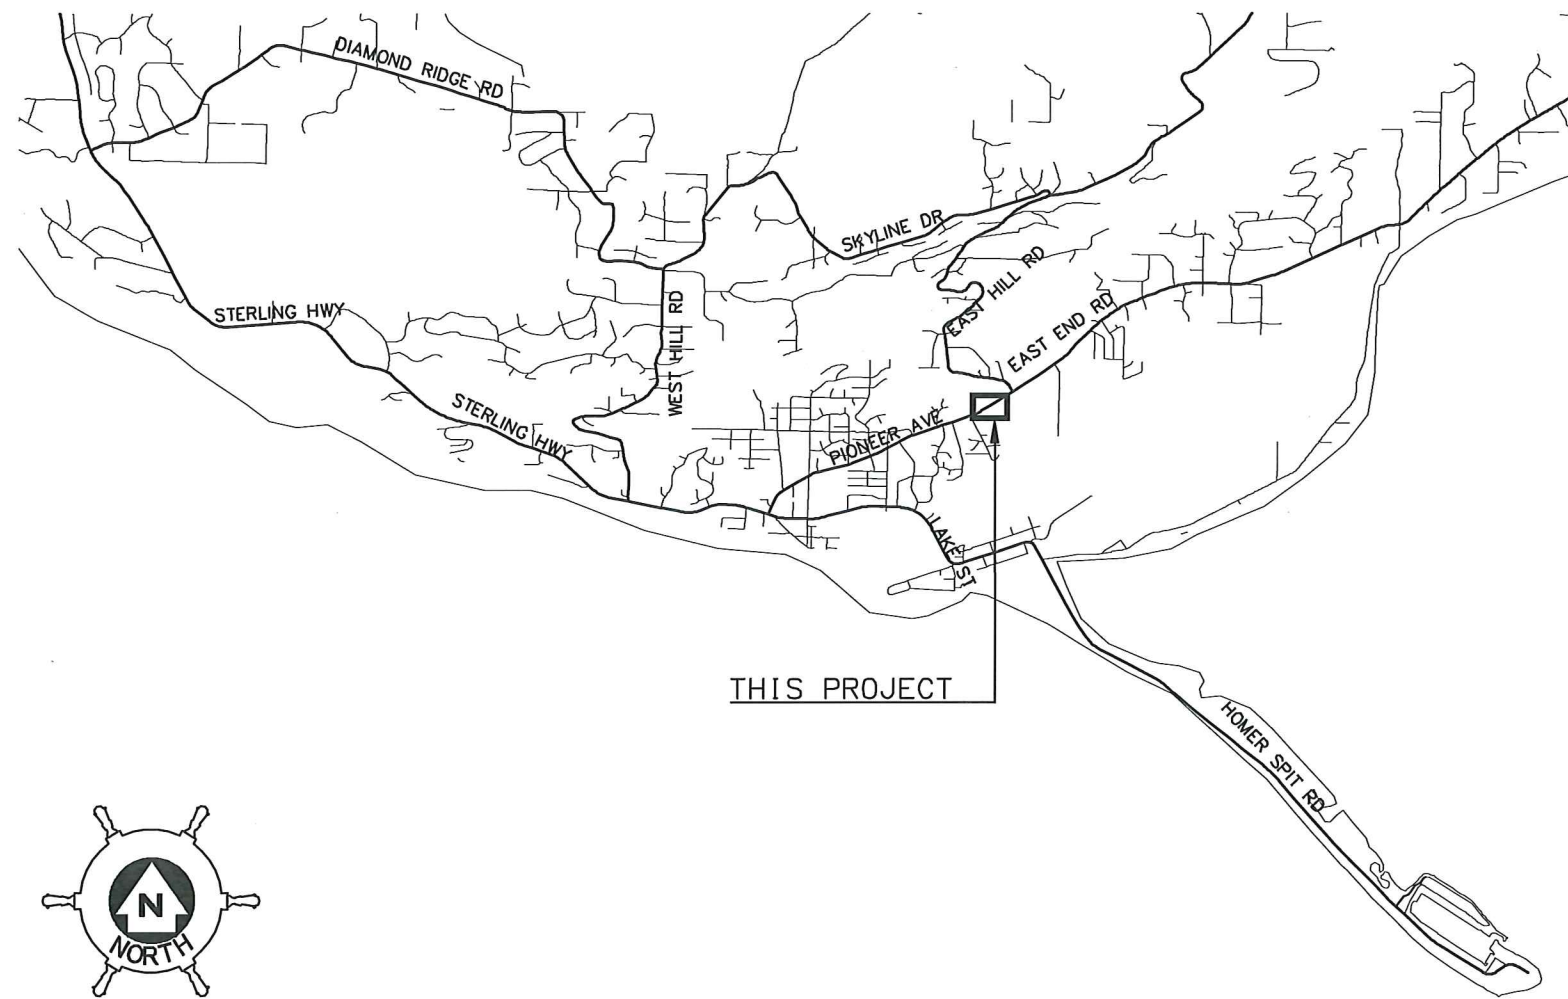 DIAMOND RIDGE RD
SKYLINE DR
EAST HILL RD
STERLING HWY
WEST HILL RD
EAST END RD
STERLING HWY
PIONEER AVE
LAKE ST
THIS PROJECT
HOMER SPIT RD
N
NORTH